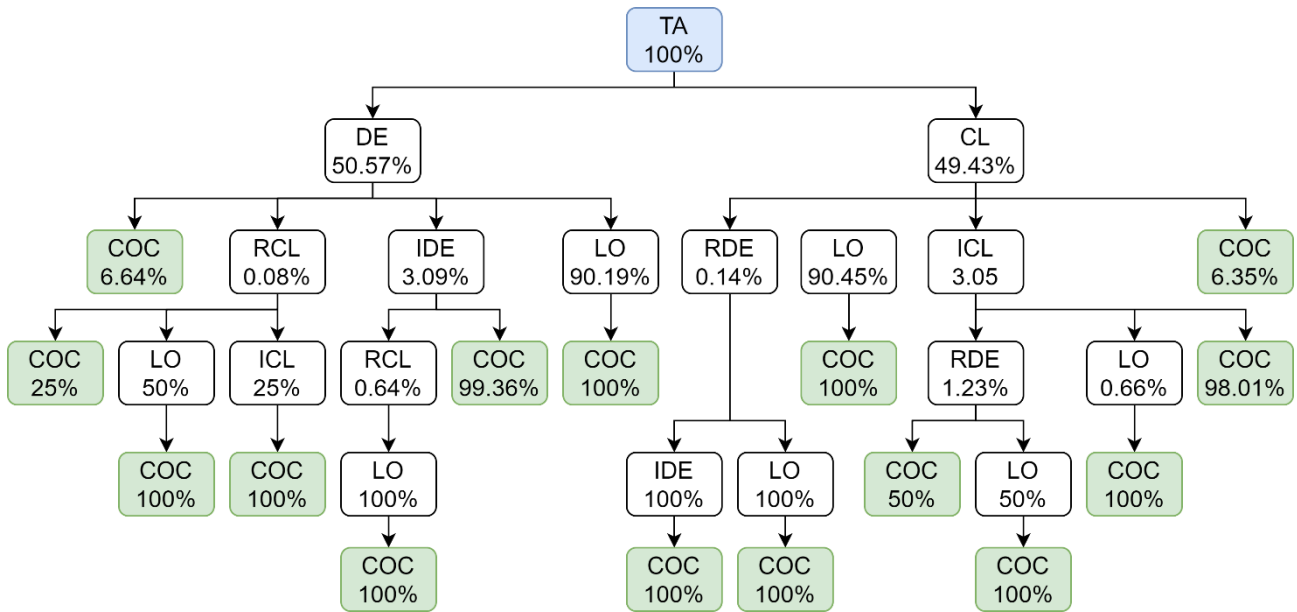 TA
100%
DE
50.57%
CL
49.43%
COC
6.64%
RCL
0.08%
IDE
3.09%
LO
90.19%
RDE
0.14%
LO
90.45%
ICL
3.05
COC
6.35%
COC
25%
LO
50%
ICL
25%
RCL
0.64%
COC
99.36%
COC
100%
COC
100%
RDE
1.23%
LO
0.66%
COC
98.01%
COC
100%
COC
100%
LO
100%
IDE
100%
LO
100%
COC
50%
LO
50%
COC
100%
COC
100%
COC
100%
COC
100%
COC
100%